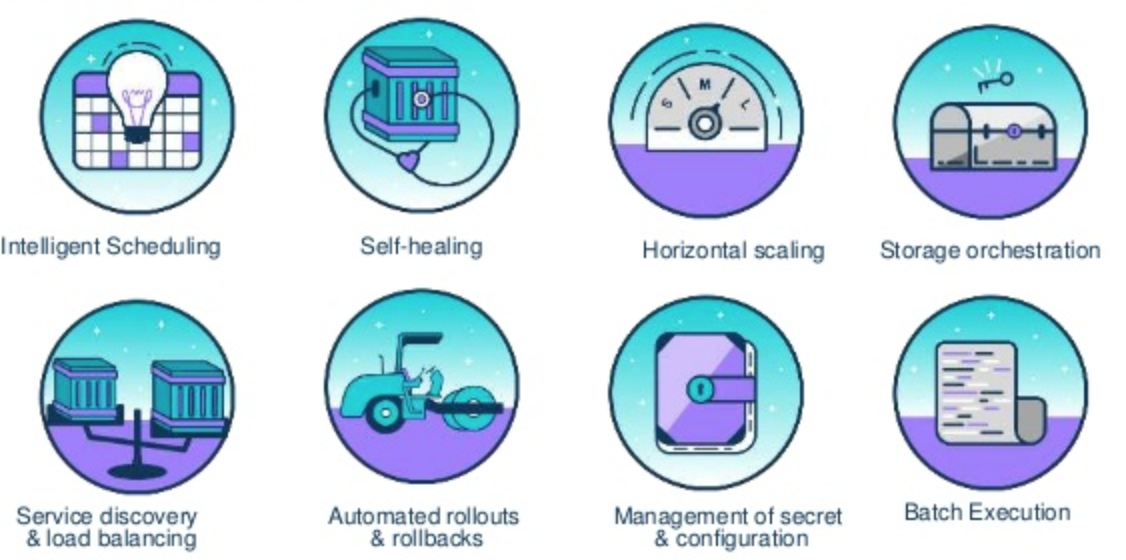 S M L
Intelligent Scheduling
Self-healing
Horizontal scaling
Storage orchestration
Service discovery
& load balancing
Automated rollouts
& rollbacks
Management of secret
& configuration
Batch Execution